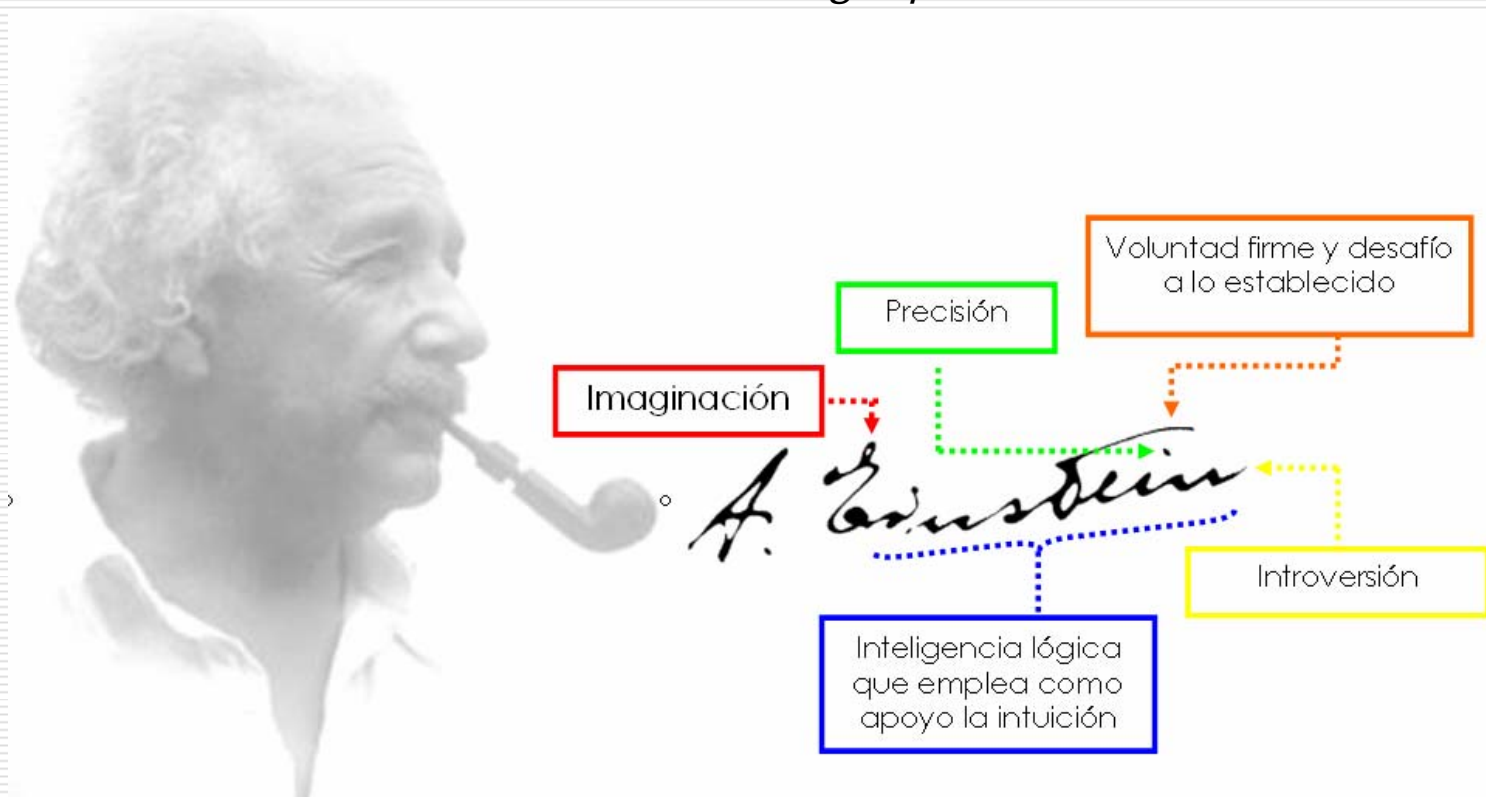 Voluntad firme y desafío
a lo establecido
Precisión
Imaginación
A. Einstein
Introversión
Inteligencia lógica
que emplea como
apoyo la intuición